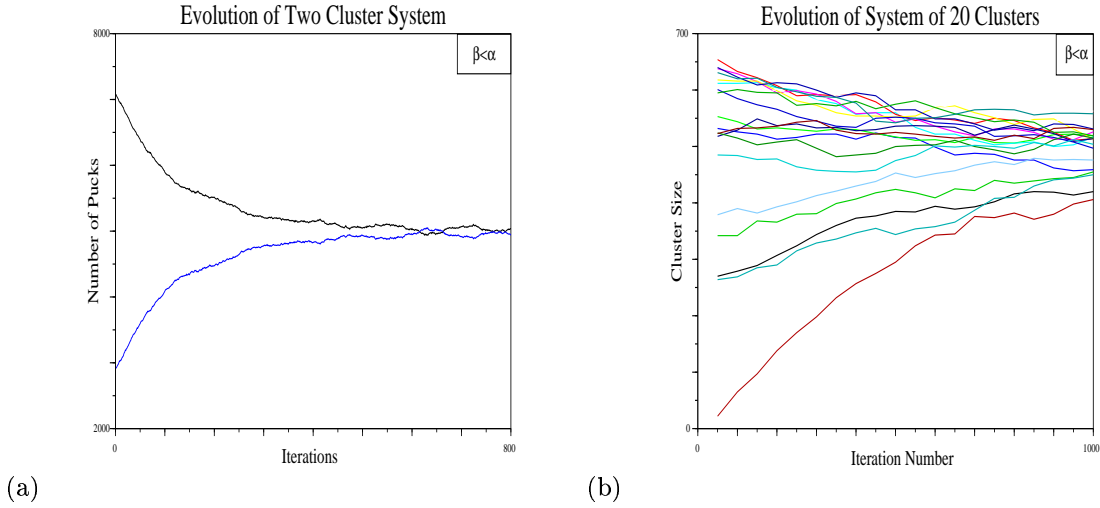 Evolution of Two Cluster System
8000
β<α
Number of Pucks
2000
0
800
Iterations
(a)
Evolution of System of 20 Clusters
700
β<α
Cluster Size
0
0
1000
Iteration Number
(b)